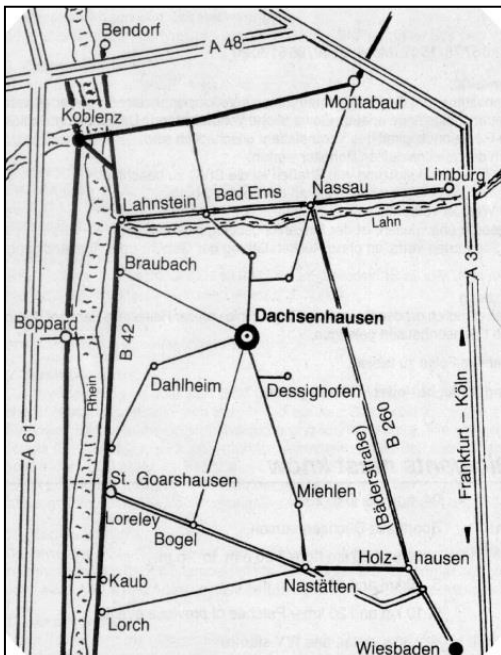 Bendorf
A 48
Montabaur
Koblenz
Limburg
Nassau
Bad Ems
Lahnstein
Lahn
A 3
Braubach
Dachsenhausen
Boppard
B 42
Dahlheim
Dessighofen
Rhein
B 260
(Bäderstraße)
Frankfurt – Köln
A 61
St. Goarshausen
Miehlen
Loreley
Bogel
Holz-
hausen
Nastätten
Kaub
Lorch
Wiesbaden